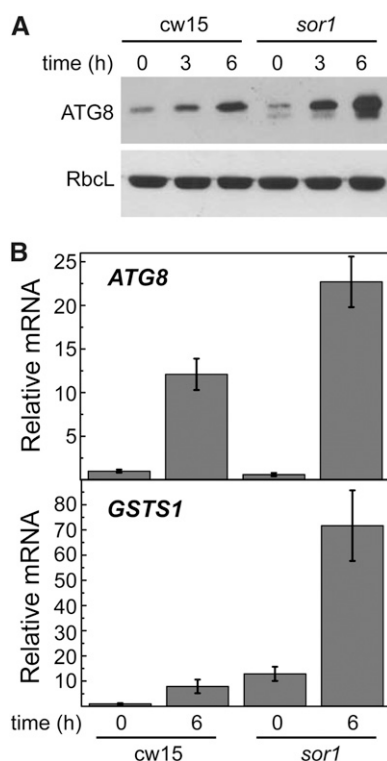 A
cw15 sor1
time (h) 0 3 6 0 3 6
ATG8
RbcL
B
ATG8
Relative mRNA
25
20
15
10
5
GSTS1
Relative mRNA
80
70
60
50
40
30
20
10
time (h) 0 6 0 6
cw15 sor1